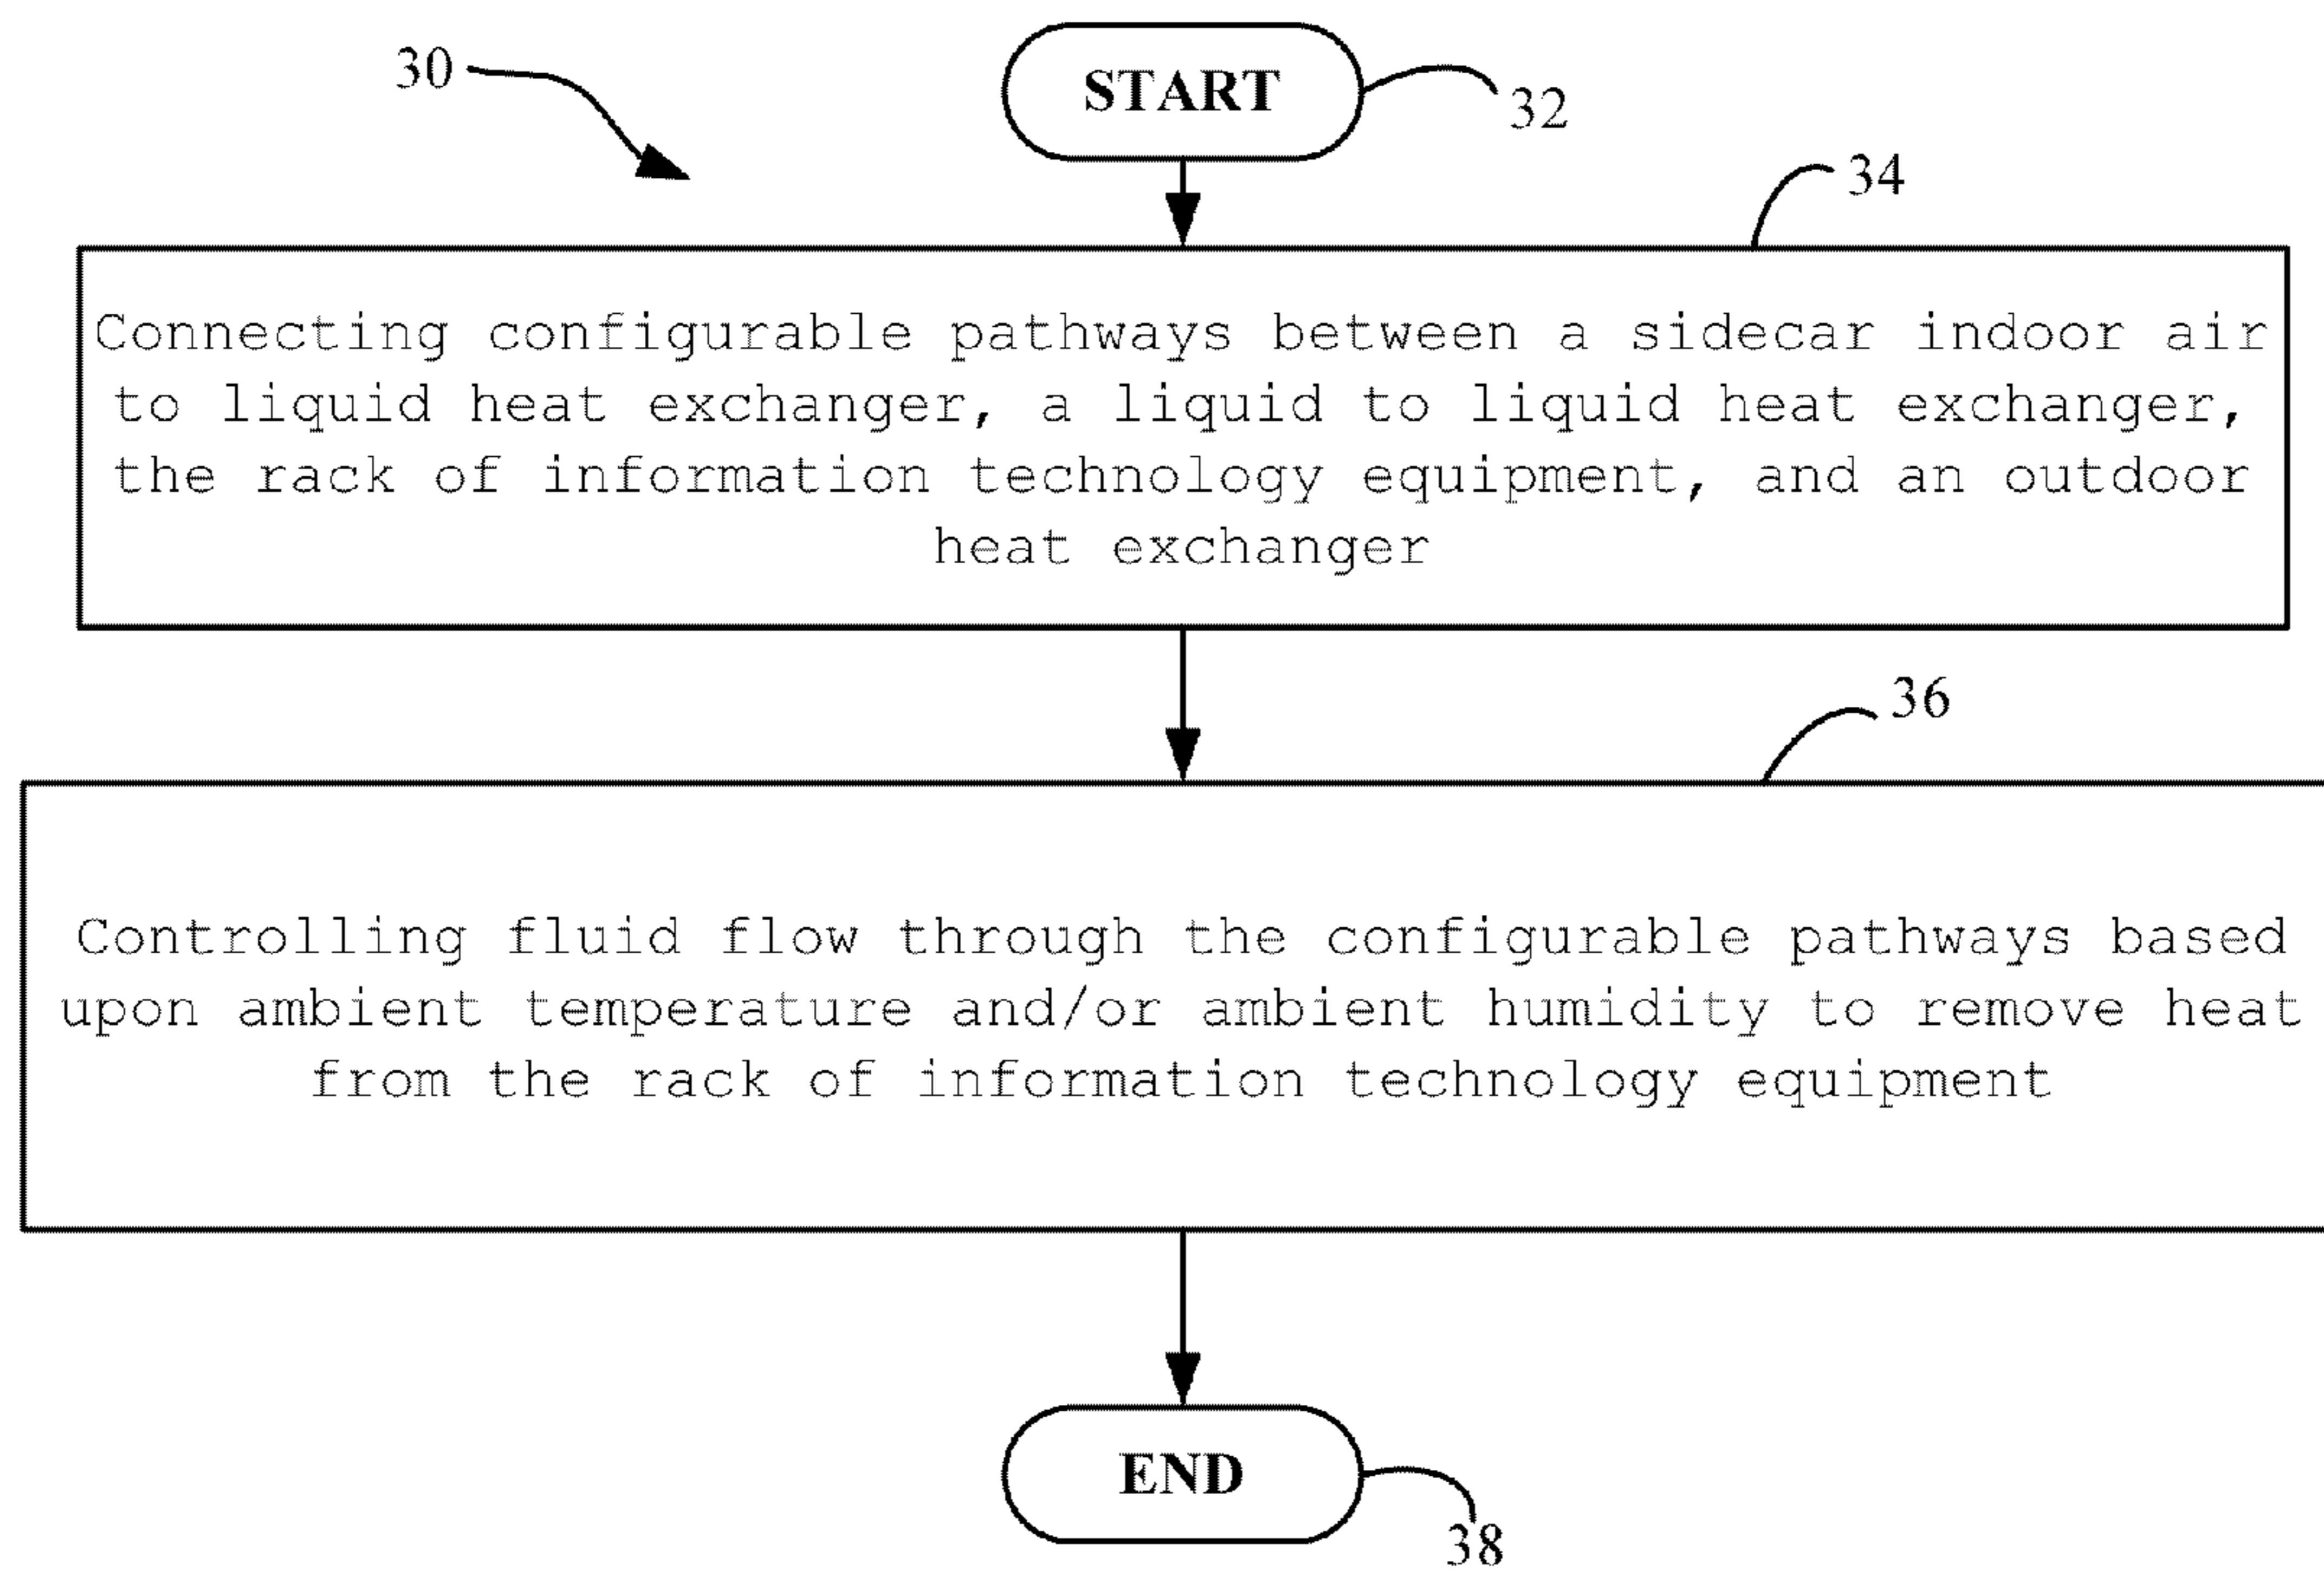 30
START
32
34
Connecting configurable pathways between a sidecar indoor air
to liquid heat exchanger, a liquid to liquid heat exchanger,
the rack of information technology equipment, and an outdoor
heat exchanger
36
Controlling fluid flow through the configurable pathways based
upon ambient temperature and/or ambient humidity to remove heat
from the rack of information technology equipment
END
38